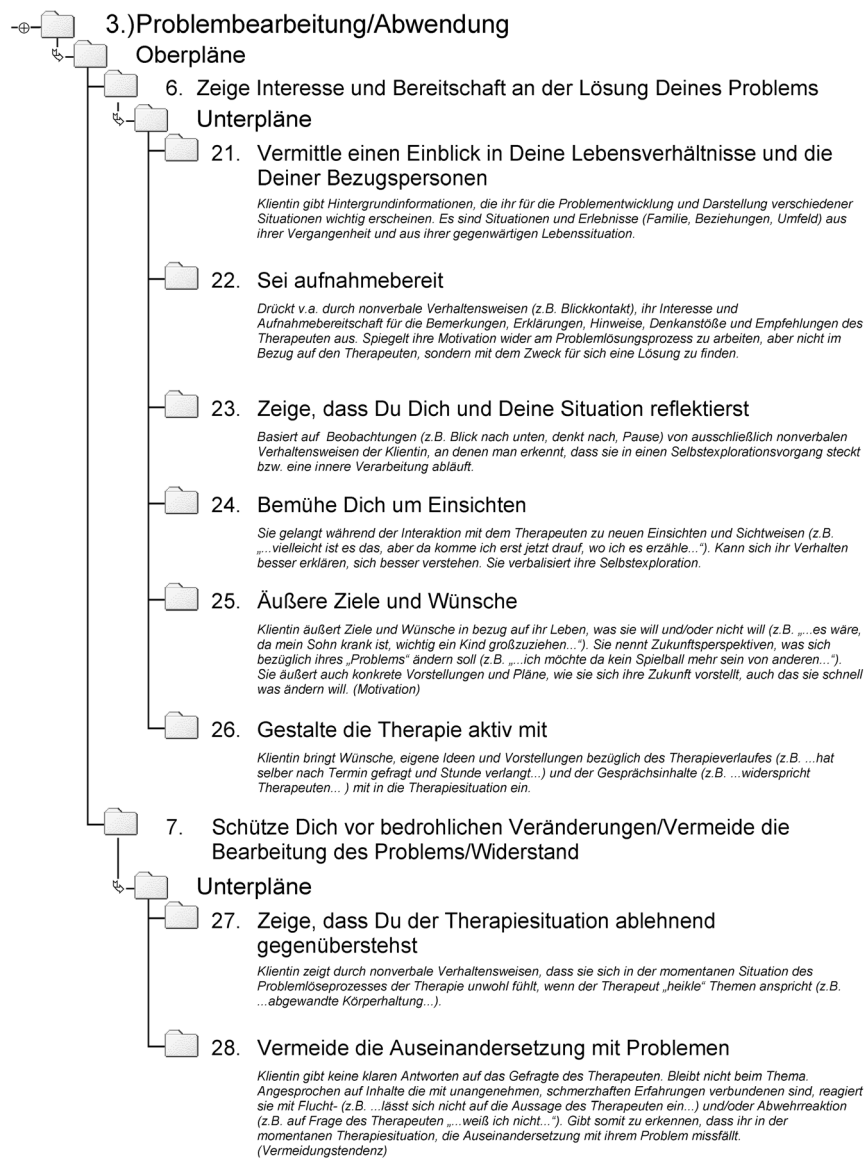 3.)Problembearbeitung/Abwendung
Oberpläne
6. Zeige Interesse und Bereitschaft an der Lösung Deines Problems
Unterpläne
21. Vermittle einen Einblick in Deine Lebensverhältnisse und die
Deiner Bezugspersonen
Klientin gibt Hintergrundinformationen, die ihr für die Problementwicklung und Darstellung verschiedener
Situationen wichtig erscheinen. Es sind Situationen und Erlebnisse (Familie, Beziehungen, Umfeld) aus
ihrer Vergangenheit und aus ihrer gegenwärtigen Lebenssituation.
22. Sei aufnahmebereit
Drückt v.a. durch nonverbale Verhaltensweisen (z.B. Blickkontakt), ihr Interesse und
Aufnahmebereitschaft für die Bemerkungen, Erklärungen, Hinweise, Denkanstöße und Empfehlungen des
Therapeuten aus. Spiegelt ihre Motivation wider am Problemlösungsprozess zu arbeiten, aber nicht im
Bezug auf den Therapeuten, sondern mit dem Zweck für sich eine Lösung zu finden.
23. Zeige, dass Du Dich und Deine Situation reflektierst
Basiert auf Beobachtungen (z.B. Blick nach unten, denkt nach, Pause) von ausschließlich nonverbalen
Verhaltensweisen der Klientin, an denen man erkennt, dass sie in einen Selbstexplorationsvorgang steckt
bzw. eine innere Verarbeitung abläuft.
24. Bemühe Dich um Einsichten
Sie gelangt während der Interaktion mit dem Therapeuten zu neuen Einsichten und Sichtweisen (z.B.
„...vielleicht ist es das, aber da komme ich erst jetzt drauf, wo ich es erzähle...“). Kann sich ihr Verhalten
besser erklären, sich besser verstehen. Sie verbalisiert ihre Selbstexploration.
25. Äußere Ziele und Wünsche
Klientin äußert Ziele und Wünsche in bezug auf ihr Leben, was sie will und/oder nicht will (z.B. „...es wäre,
da mein Sohn krank ist, wichtig ein Kind großzuziehen...“). Sie nennt Zukunftsperspektiven, was sich
bezüglich ihres „Problems“ ändern soll (z.B. „...ich möchte da kein Spielball mehr sein von anderen...“).
Sie äußert auch konkrete Vorstellungen und Pläne, wie sie sich ihre Zukunft vorstellt, auch das sie schnell
was ändern will. (Motivation)
26. Gestalte die Therapie aktiv mit
Klientin bringt Wünsche, eigene Ideen und Vorstellungen bezüglich des Therapieverlaufes (z.B. ...hat
selber nach Termin gefragt und Stunde verlangt...) und der Gesprächsinhalte (z.B. ...widerspricht
Therapeuten... ) mit in die Therapiesituation ein.
7. Schütze Dich vor bedrohlichen Veränderungen/Vermeide die
Bearbeitung des Problems/Widerstand
Unterpläne
27. Zeige, dass Du der Therapiesituation ablehnend
gegenüberstehst
Klientin zeigt durch nonverbale Verhaltensweisen, dass sie sich in der momentanen Situation des
Problemlöseprozesses der Therapie unwohl fühlt, wenn der Therapeut „heikle“ Themen anspricht (z.B.
...abgewandte Körperhaltung...).
28. Vermeide die Auseinandersetzung mit Problemen
Klientin gibt keine klaren Antworten auf das Gefragte des Therapeuten. Bleibt nicht beim Thema.
Angesprochen auf Inhalte die mit unangenehmen, schmerzhaften Erfahrungen verbundenen sind, reagiert
sie mit Flucht- (z.B. ...lässt sich nicht auf die Aussage des Therapeuten ein...) und/oder Abwehrreaktion
(z.B. auf Frage des Therapeuten „...weiß ich nicht...“). Gibt somit zu erkennen, dass ihr in der
momentanen Therapiesituation, die Auseinandersetzung mit ihrem Problem missfällt.
(Vermeidungstendenz)